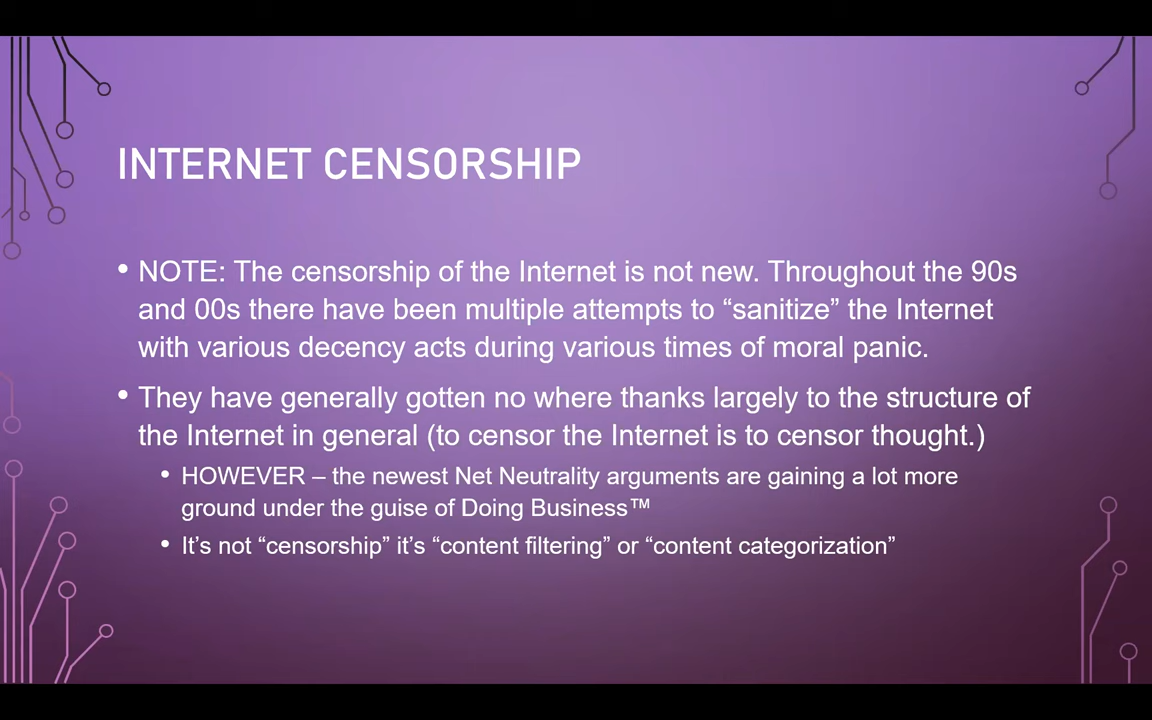 INTERNET CENSORSHIP
• NOTE: The censorship of the Internet is not new. Throughout the 90s
and 00s there have been multiple attempts to “sanitize” the Internet
with various decency acts during various times of moral panic.
• They have generally gotten no where thanks largely to the structure of
the Internet in general (to censor the Internet is to censor thought.)
• HOWEVER – the newest Net Neutrality arguments are gaining a lot more
ground under the guise of Doing Business™
• It’s not “censorship” it’s “content filtering” or “content categorization”